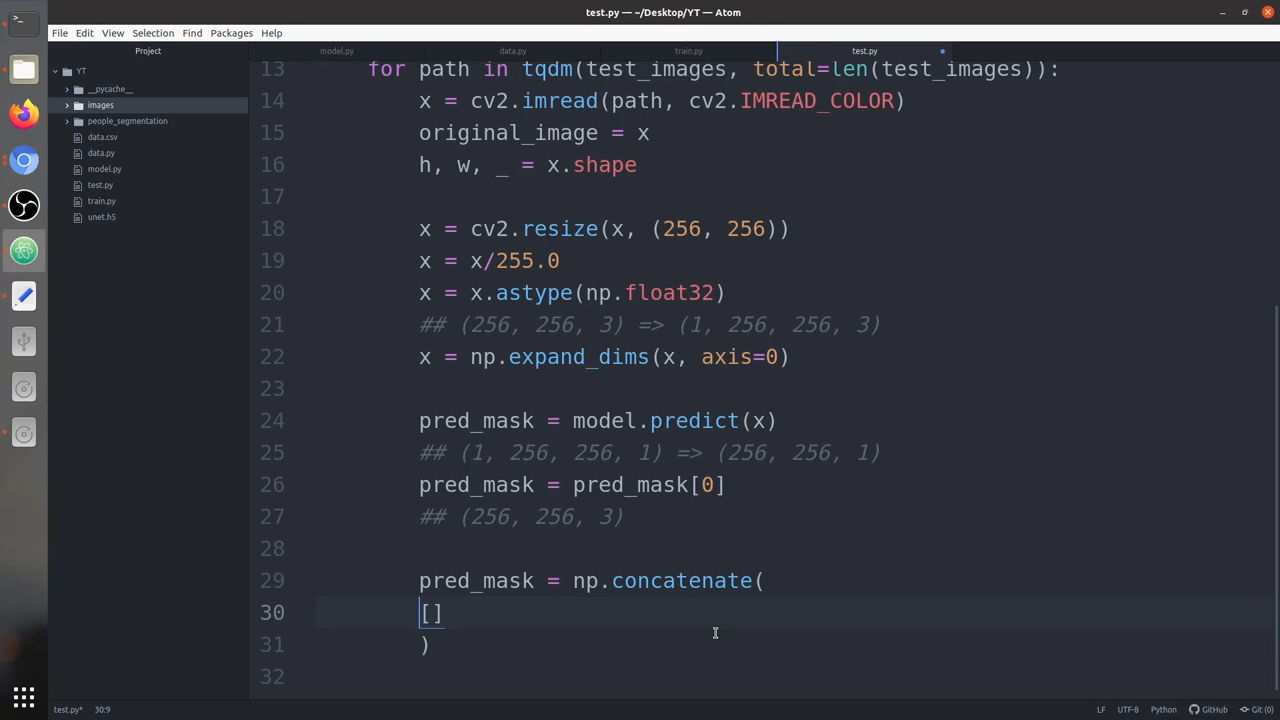 test.py — ~/Desktop/YT — Atom
File Edit View Selection Find Packages Help
Project
model.py
data.py
train.py
test.py
YT
__pycache__
images
people_segmentation
data.csv
data.py
model.py
test.py
train.py
unet.h5
13 for path in tqdm(test_images, total=len(test_images)):
14 x = cv2.imread(path, cv2.IMREAD_COLOR)
15 original_image = x
16 h, w, _ = x.shape
17
18 x = cv2.resize(x, (256, 256))
19 x = x/255.0
20 x = x.astype(np.float32)
21 ## (256, 256, 3) => (1, 256, 256, 3)
22 x = np.expand_dims(x, axis=0)
23
24 pred_mask = model.predict(x)
25 ## (1, 256, 256, 1) => (256, 256, 1)
26 pred_mask = pred_mask[0]
27 ## (256, 256, 3)
28
29 pred_mask = np.concatenate(
30 []
31 )
32
test.py* 30:9
LF UTF-8 Python GitHub Git (0)